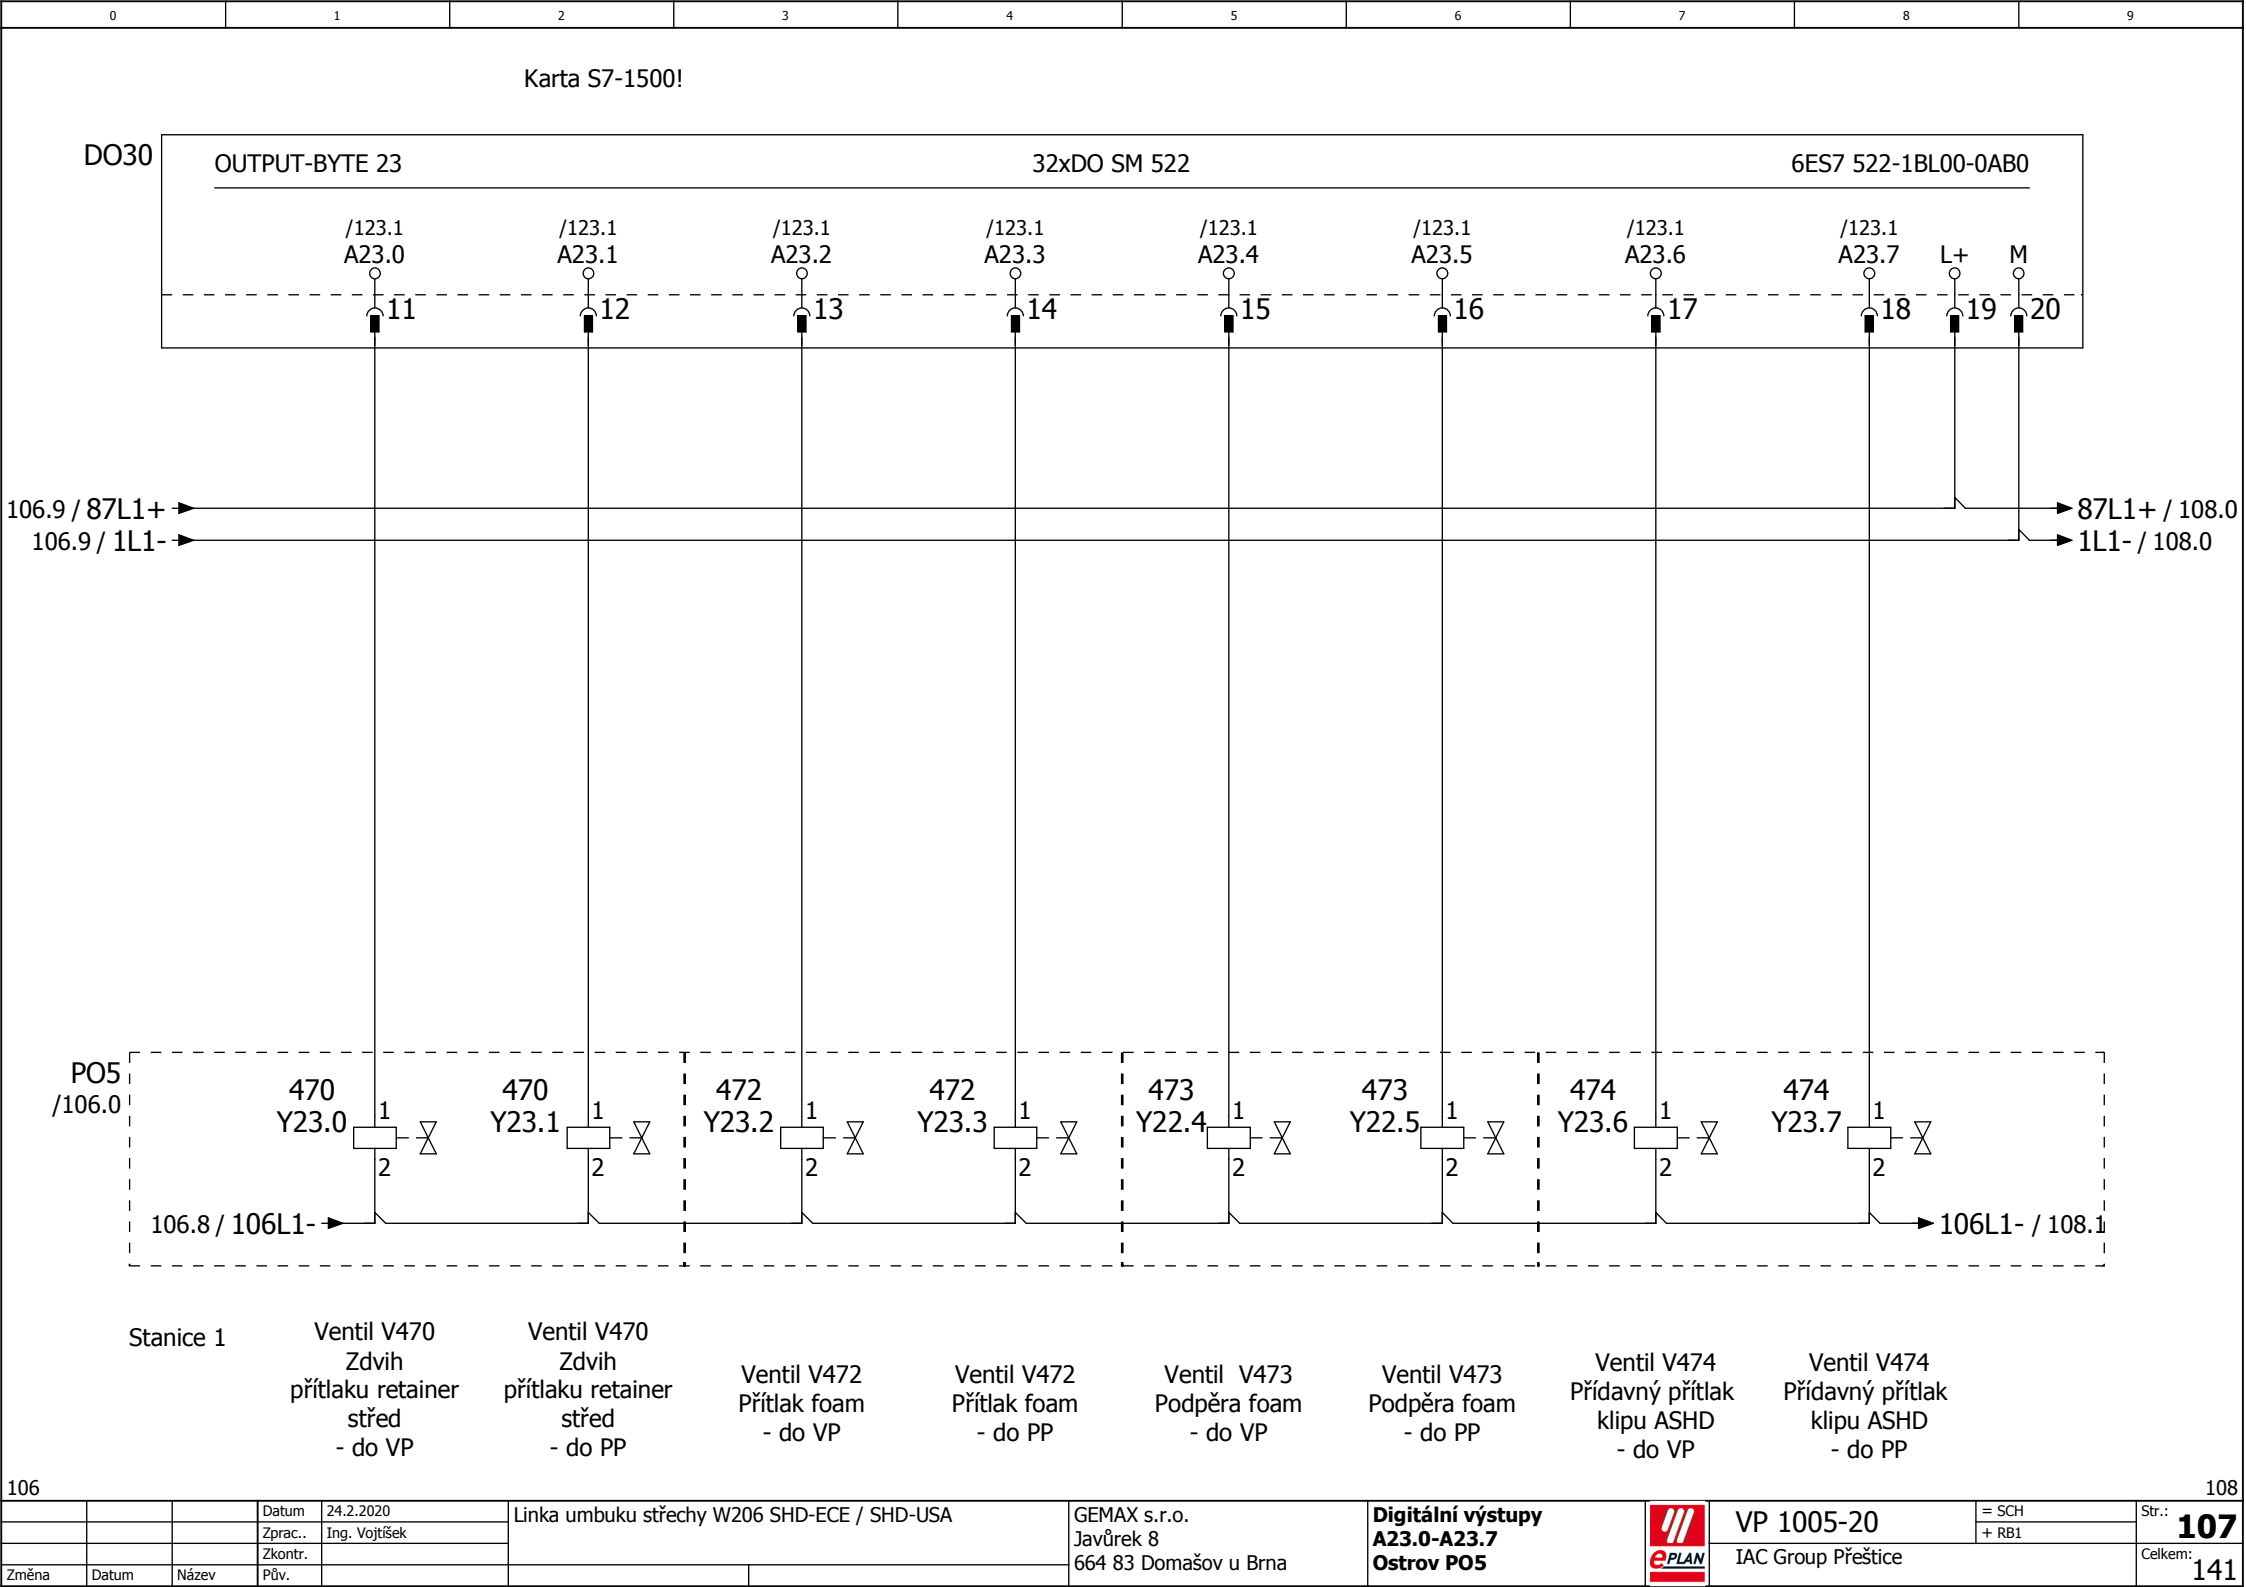 0 1 2 3 4 5 6 7 8 9
Karta S7-1500!
DO30
OUTPUT-BYTE 23 32xDO SM 522 6ES7 522-1BL00-0AB0
/123.1 /123.1 /123.1 /123.1 /123.1 /123.1 /123.1 /123.1
A23.0 A23.1 A23.2 A23.3 A23.4 A23.5 A23.6 A23.7 L+ M
11 12 13 14 15 16 17 18 19 20
106.9 / 87L1+ 87L1+ / 108.0
106.9 / 1L1- 1L1- / 108.0
PO5
/106.0
470 470 472 472 473 473 474 474
Y23.0 Y23.1 Y23.2 Y23.3 Y22.4 Y22.5 Y23.6 Y23.7
1 1 1 1 1 1 1 1
2 2 2 2 2 2 2 2
106.8 / 106L1- 106L1- / 108.1
Stanice 1
Ventil V470
Zdvih
přítlaku retainer
střed
- do VP
Ventil V470
Zdvih
přítlaku retainer
střed
- do PP
Ventil V472
Přítlak foam
- do VP
Ventil V472
Přítlak foam
- do PP
Ventil  V473
Podpěra foam
- do VP
Ventil V473
Podpěra foam
- do PP
Ventil V474
Přídavný přítlak
klipu ASHD
- do VP
Ventil V474
Přídavný přítlak
klipu ASHD
- do PP
106 108
Datum 24.2.2020
Zprac.. Ing. Vojtíšek
Zkontr.
Změna Datum Název Pův.
Linka umbuku střechy W206 SHD-ECE / SHD-USA
GEMAX s.r.o.
Javůrek 8
664 83 Domašov u Brna
Digitální výstupy
A23.0-A23.7
Ostrov PO5
ePLAN
VP 1005-20
IAC Group Přeštice
= SCH
+ RB1
Str.: 107
Celkem: 141